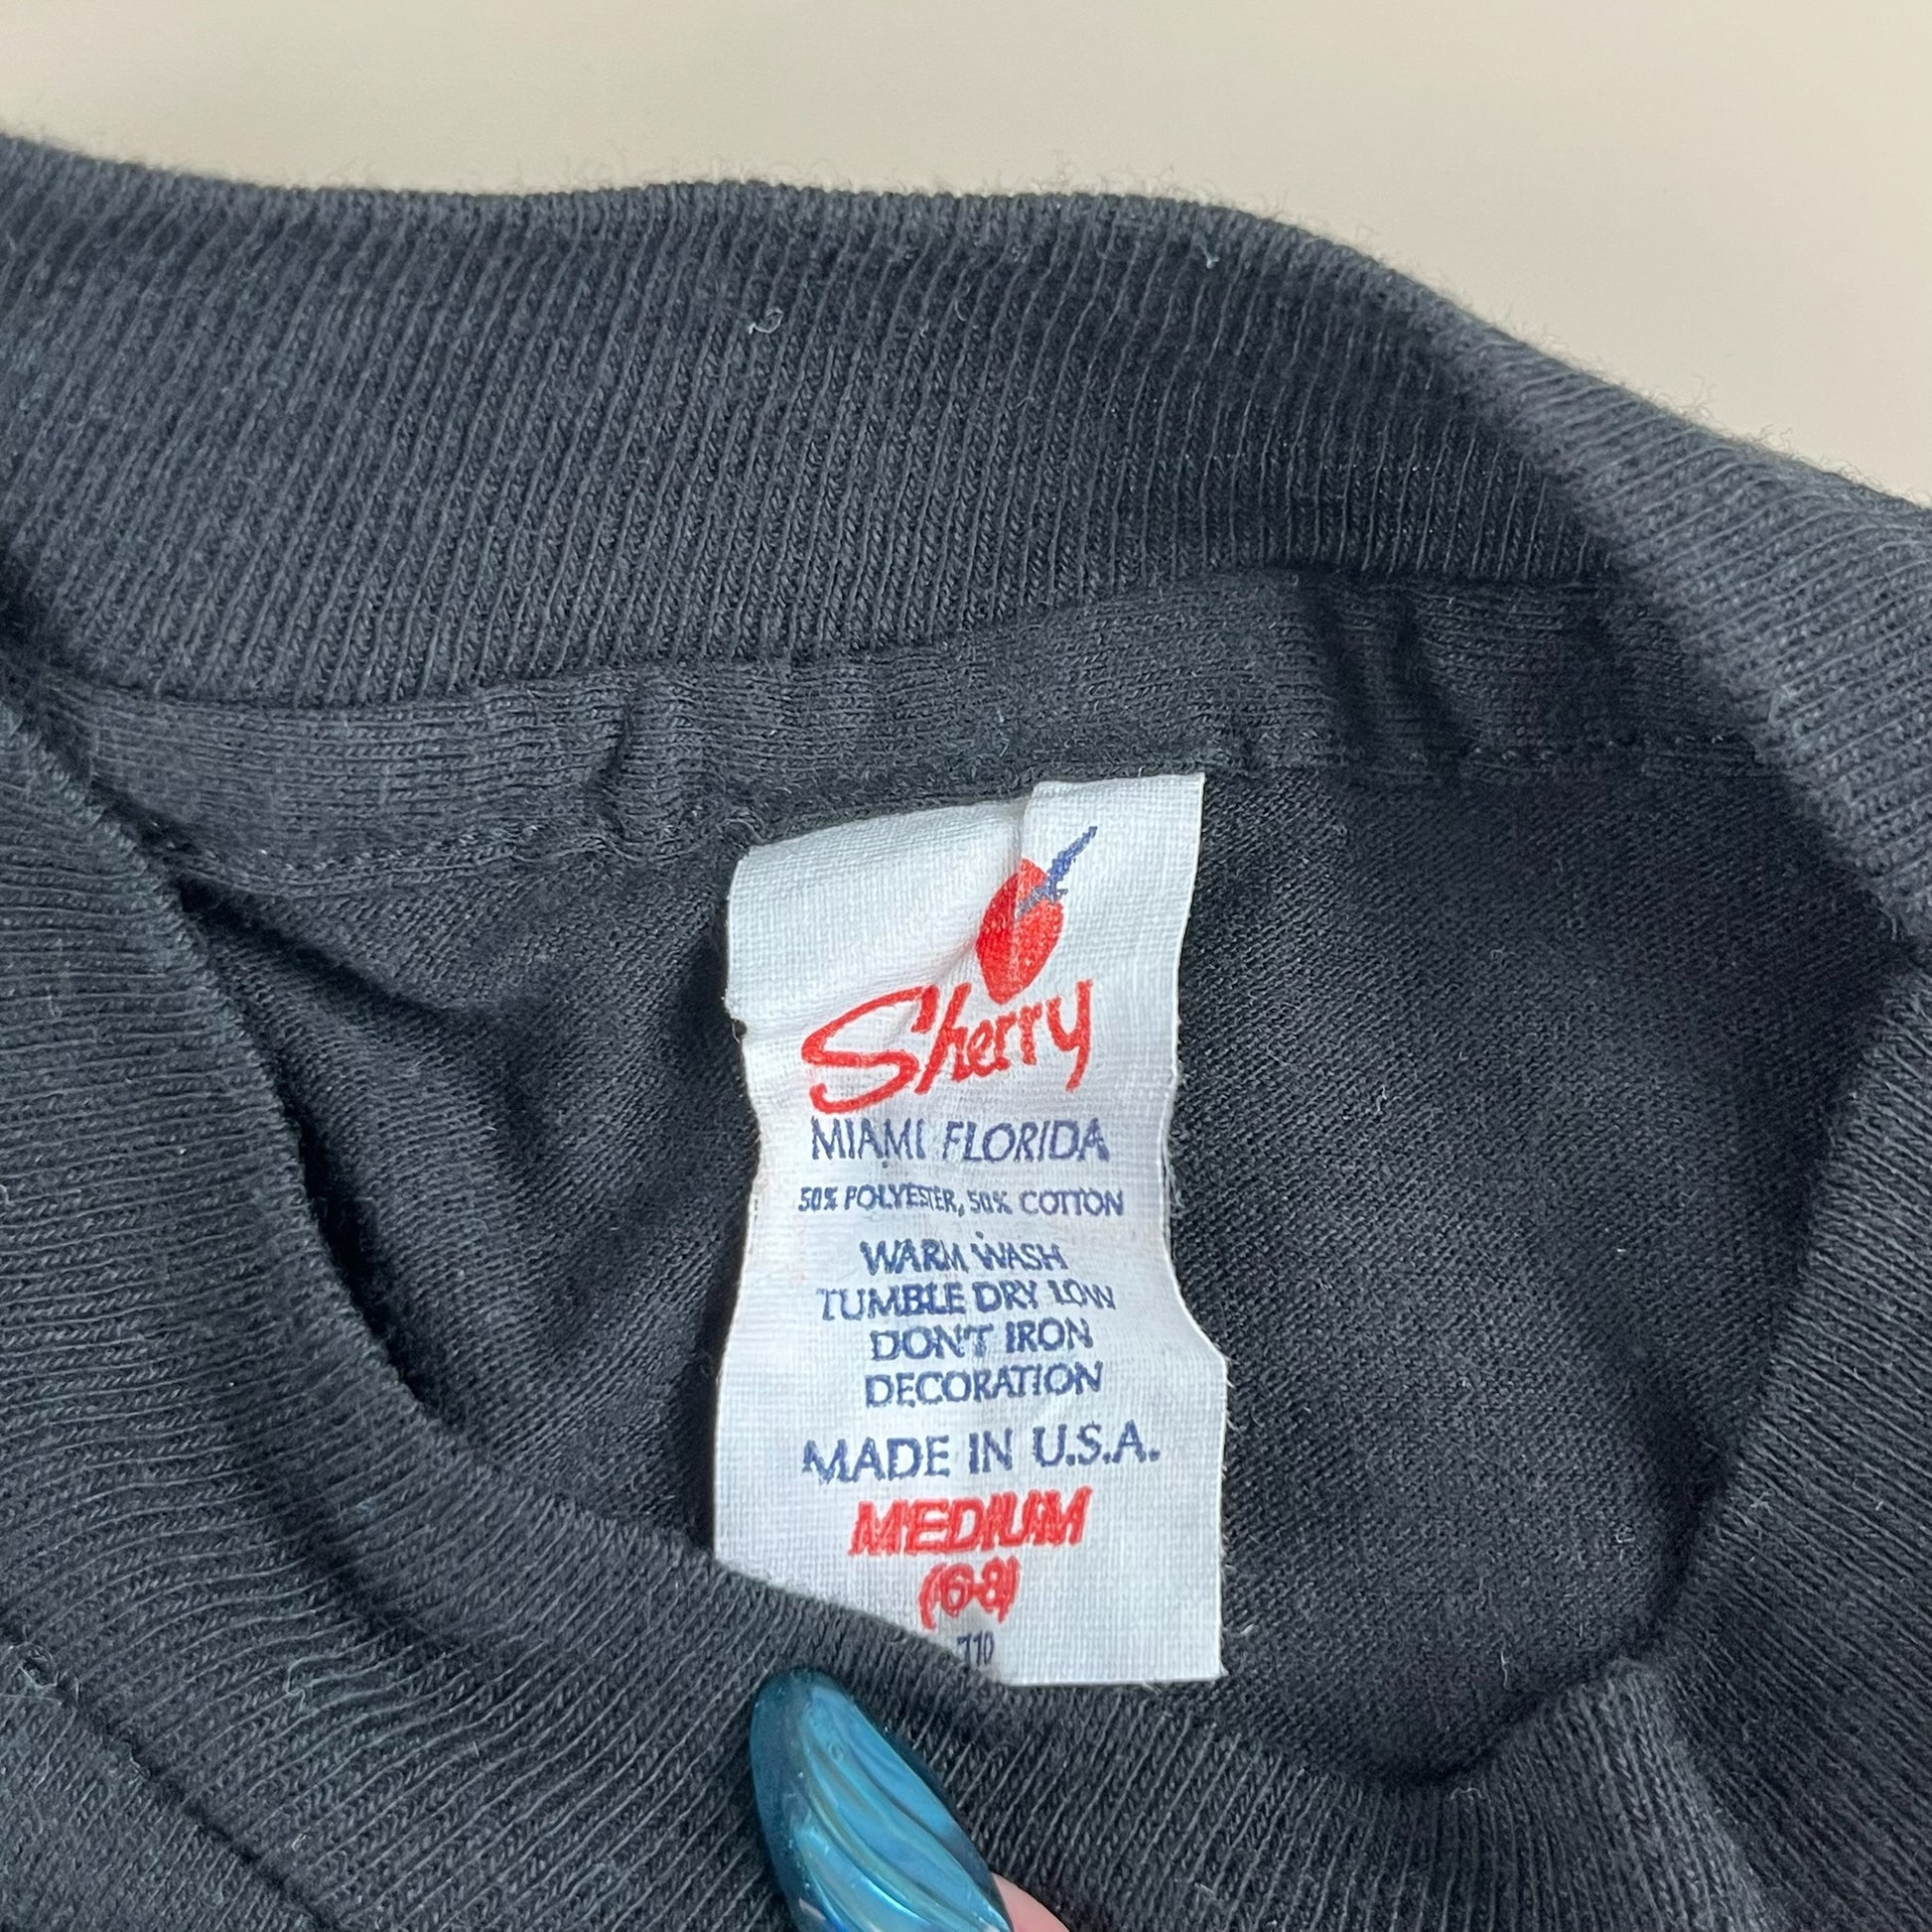 Sherry
MIAMI FLORIDA
50% POLYESTER, 50% COTTON
WARM WASH
TUMBLE DRY LOW
DON'T IRON
DECORATION
MADE IN U.S.A.
MEDIUM
(6-8)
710